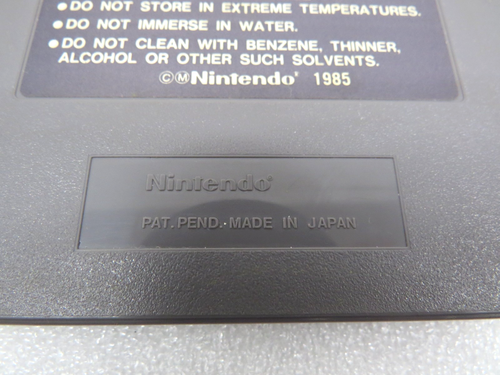 ●DO NOT STORE IN EXTREME TEMPERATURES.
●DO NOT IMMERSE IN WATER.
●DO NOT CLEAN WITH BENZENE, THINNER,
ALCOHOL OR OTHER SUCH SOLVENTS.
©ⓂNintendo® 1985
Nintendo®
PAT. PEND.·MADE IN JAPAN